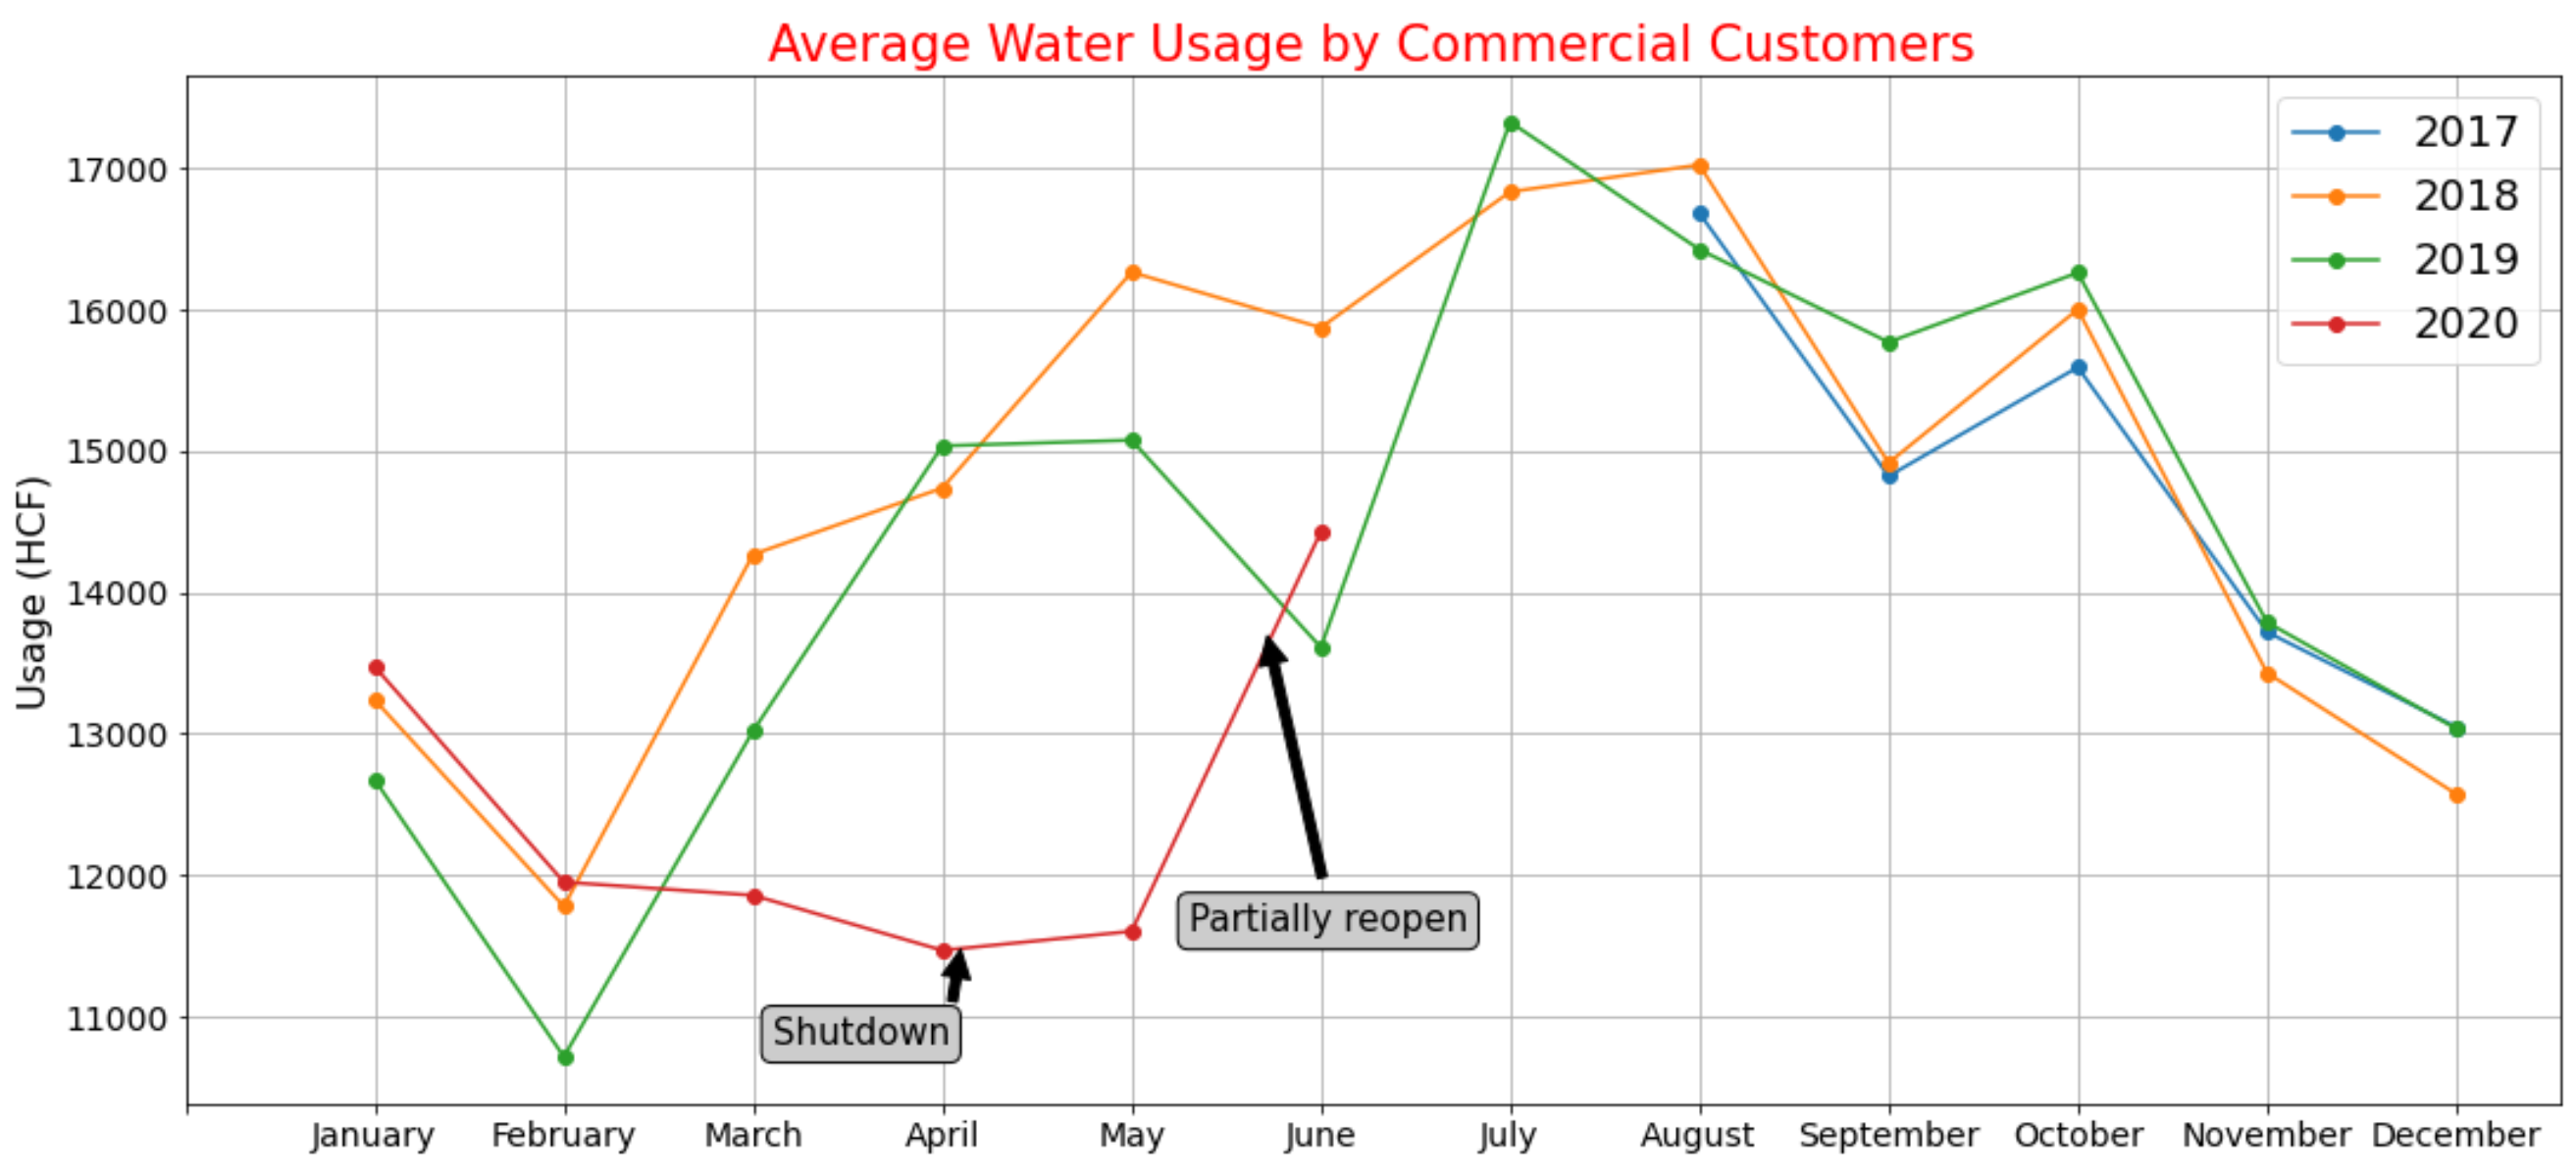 Average Water Usage by Commercial Customers
2017
2018
2019
2020
17000
16000
15000
14000
13000
12000
11000
Usage (HCF)
Partially reopen
Shutdown
January February March April May June July August September October November December